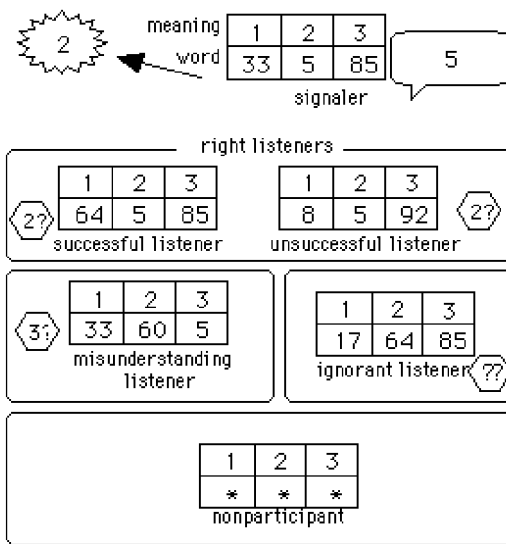 2
meaning 1 2 3
word 33 5 85
5
signaler
right listeners
1 2 3
64 5 85
2?
successful listener
1 2 3
8 5 92
2?
unsuccessful listener
1 2 3
33 60 5
3?
misunderstanding
listener
1 2 3
17 64 85
ignorant listener
??
1 2 3
* * *
nonparticipant